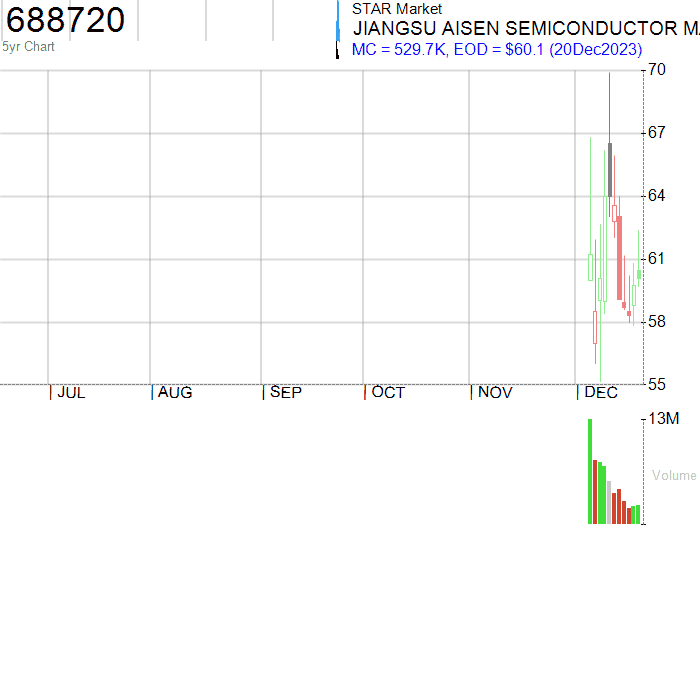 688720
5yr Chart
STAR Market
JIANGSU AISEN SEMICONDUCTOR
MC = 529.7K, EOD = $60.1 (20Dec2023)
70
67
64
61
58
55
JUL AUG SEP OCT NOV DEC
13M
Volume